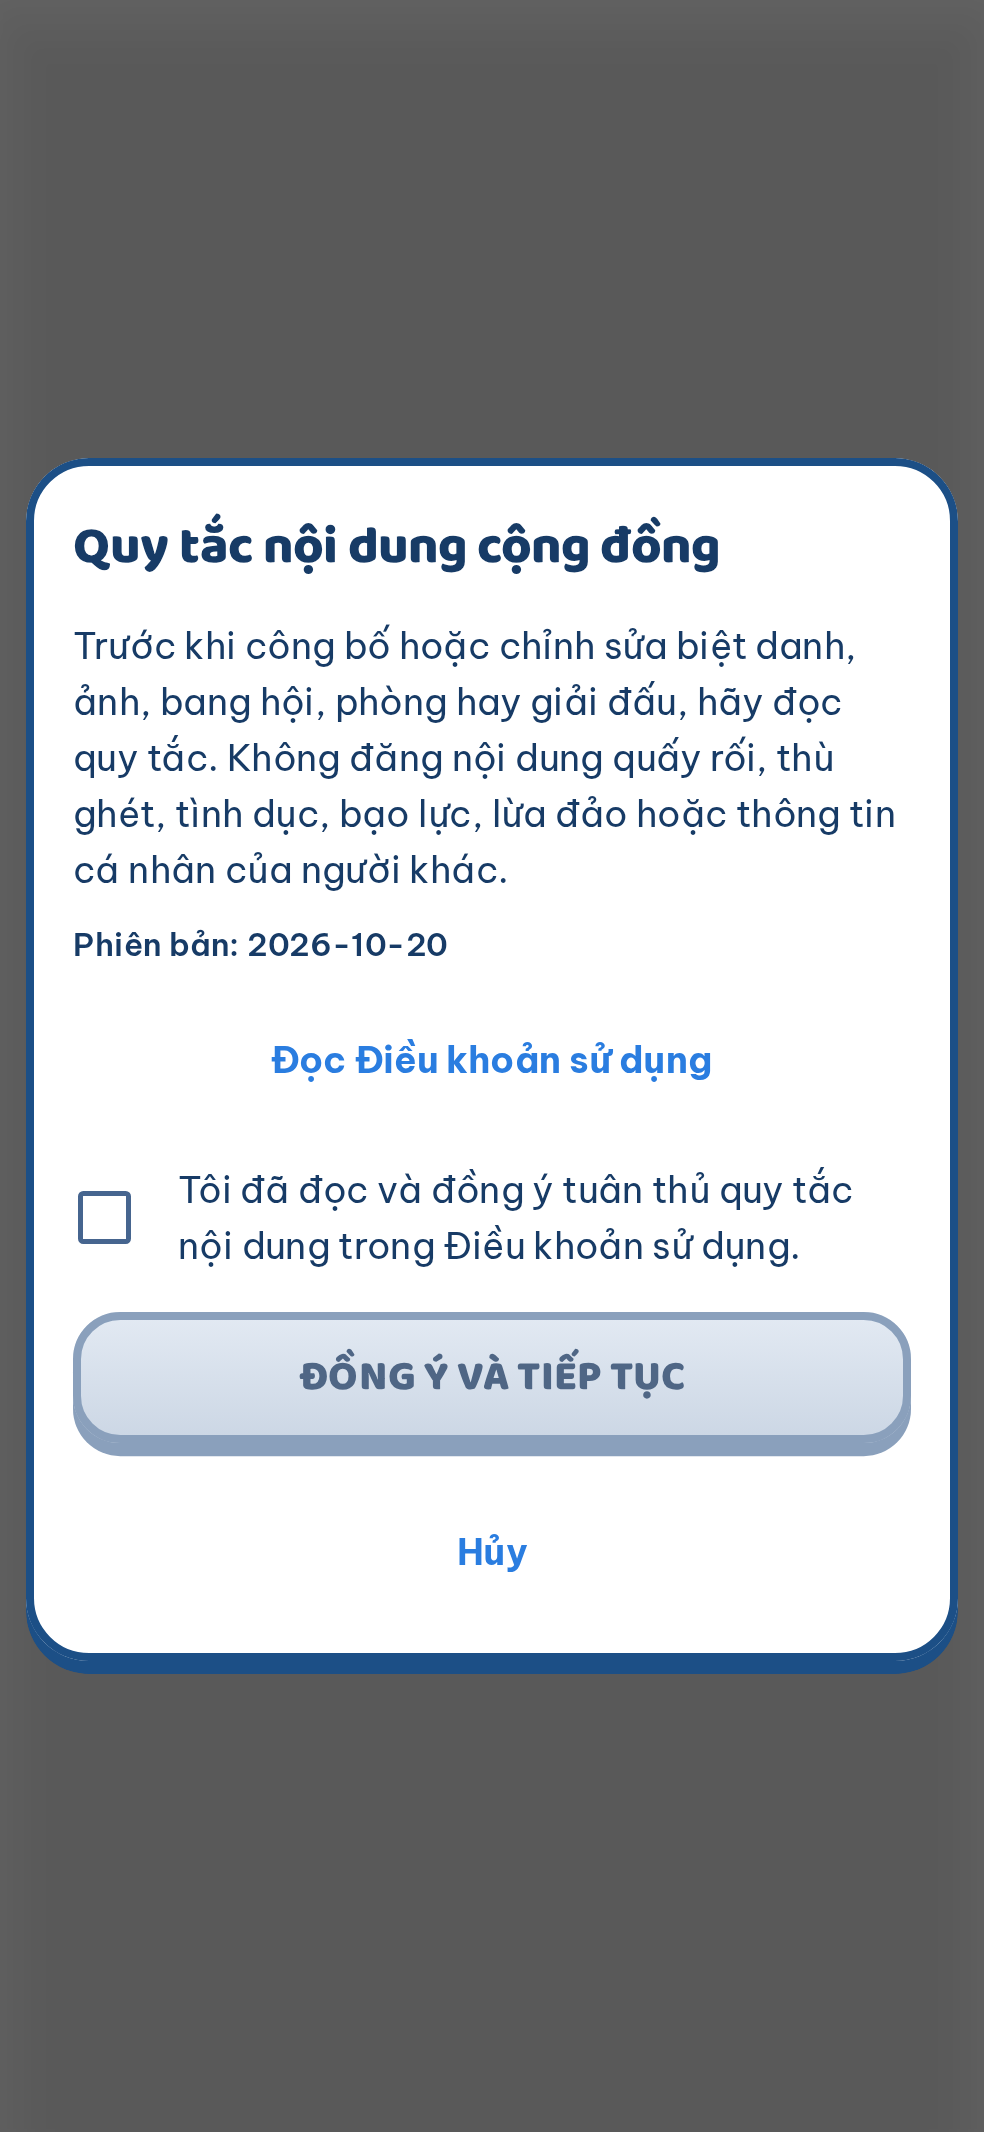 Quy tắc nội dung cộng đồng
Trước khi công bố hoặc chỉnh sửa biệt danh,
ảnh, bang hội, phòng hay giải đấu, hãy đọc
quy tắc. Không đăng nội dung quấy rối, thù
ghét, tình dục, bạo lực, lừa đảo hoặc thông tin
cá nhân của người khác.
Phiên bản: 2026-10-20
Đọc Điều khoản sử dụng
Tôi đã đọc và đồng ý tuân thủ quy tắc
nội dung trong Điều khoản sử dụng.
ĐỒNG Ý VÀ TIẾP TỤC
Hủy